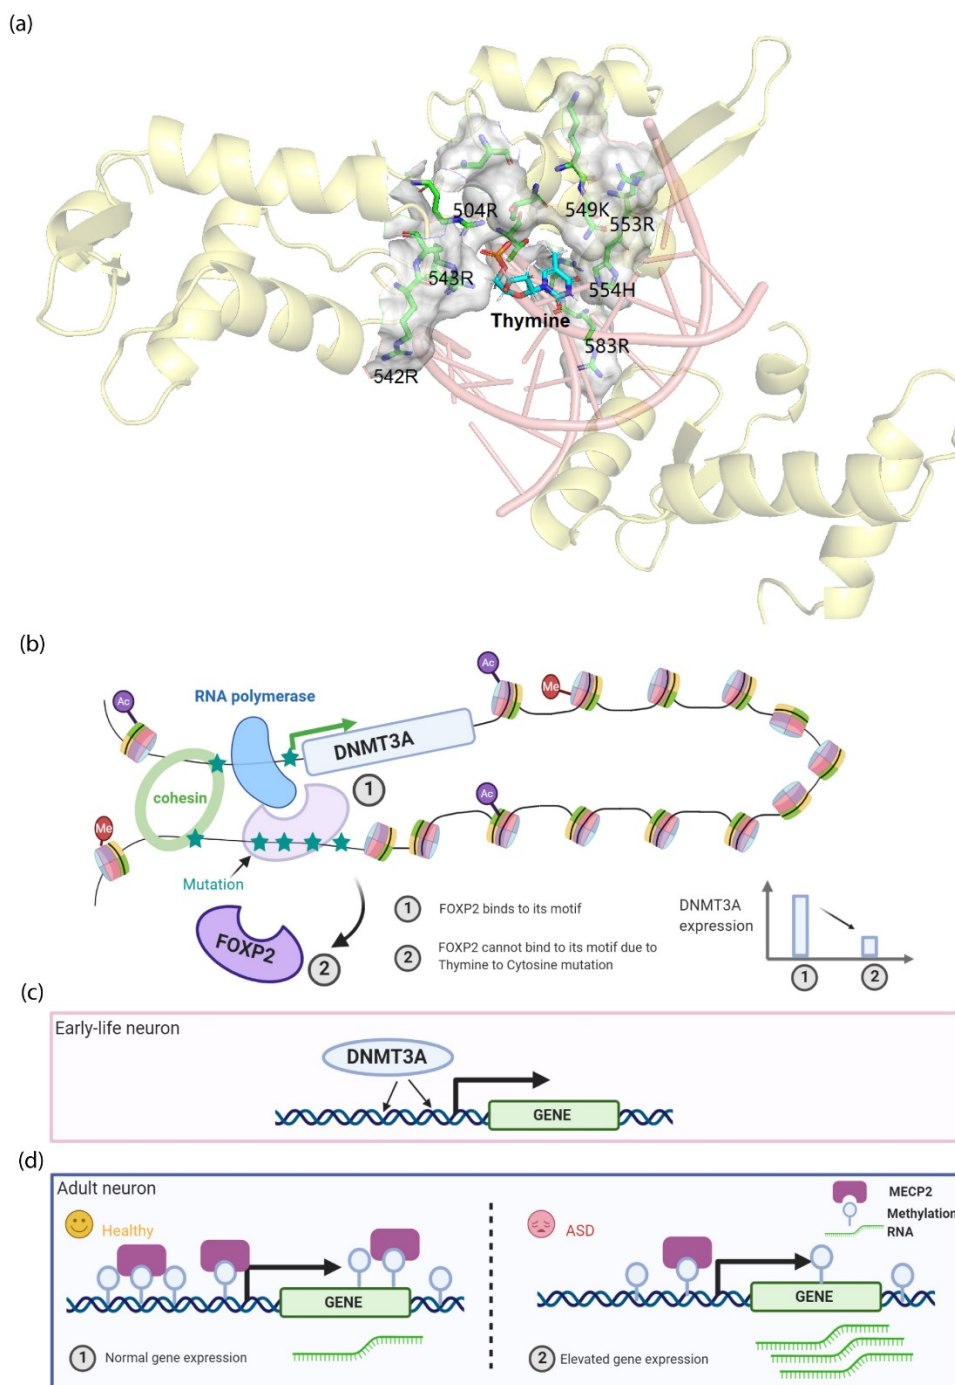 (a)
504R
549K
553R
543R
554H
Thymine
583R
542R
(b)
Ac
Me
Ac
RNA polymerase
DNMT3A
1
cohesin
Ac
Me
Mutation
FOXP2
2
1 FOXP2 binds to its motif
2 FOXP2 cannot bind to its motif due to
Thymine to Cytosine mutation
DNMT3A
expression
1
2
(c)
Early-life neuron
DNMT3A
GENE
(d)
Adult neuron
Healthy
GENE
1 Normal gene expression
ASD
MECP2
Methylation
RNA
GENE
2 Elevated gene expression